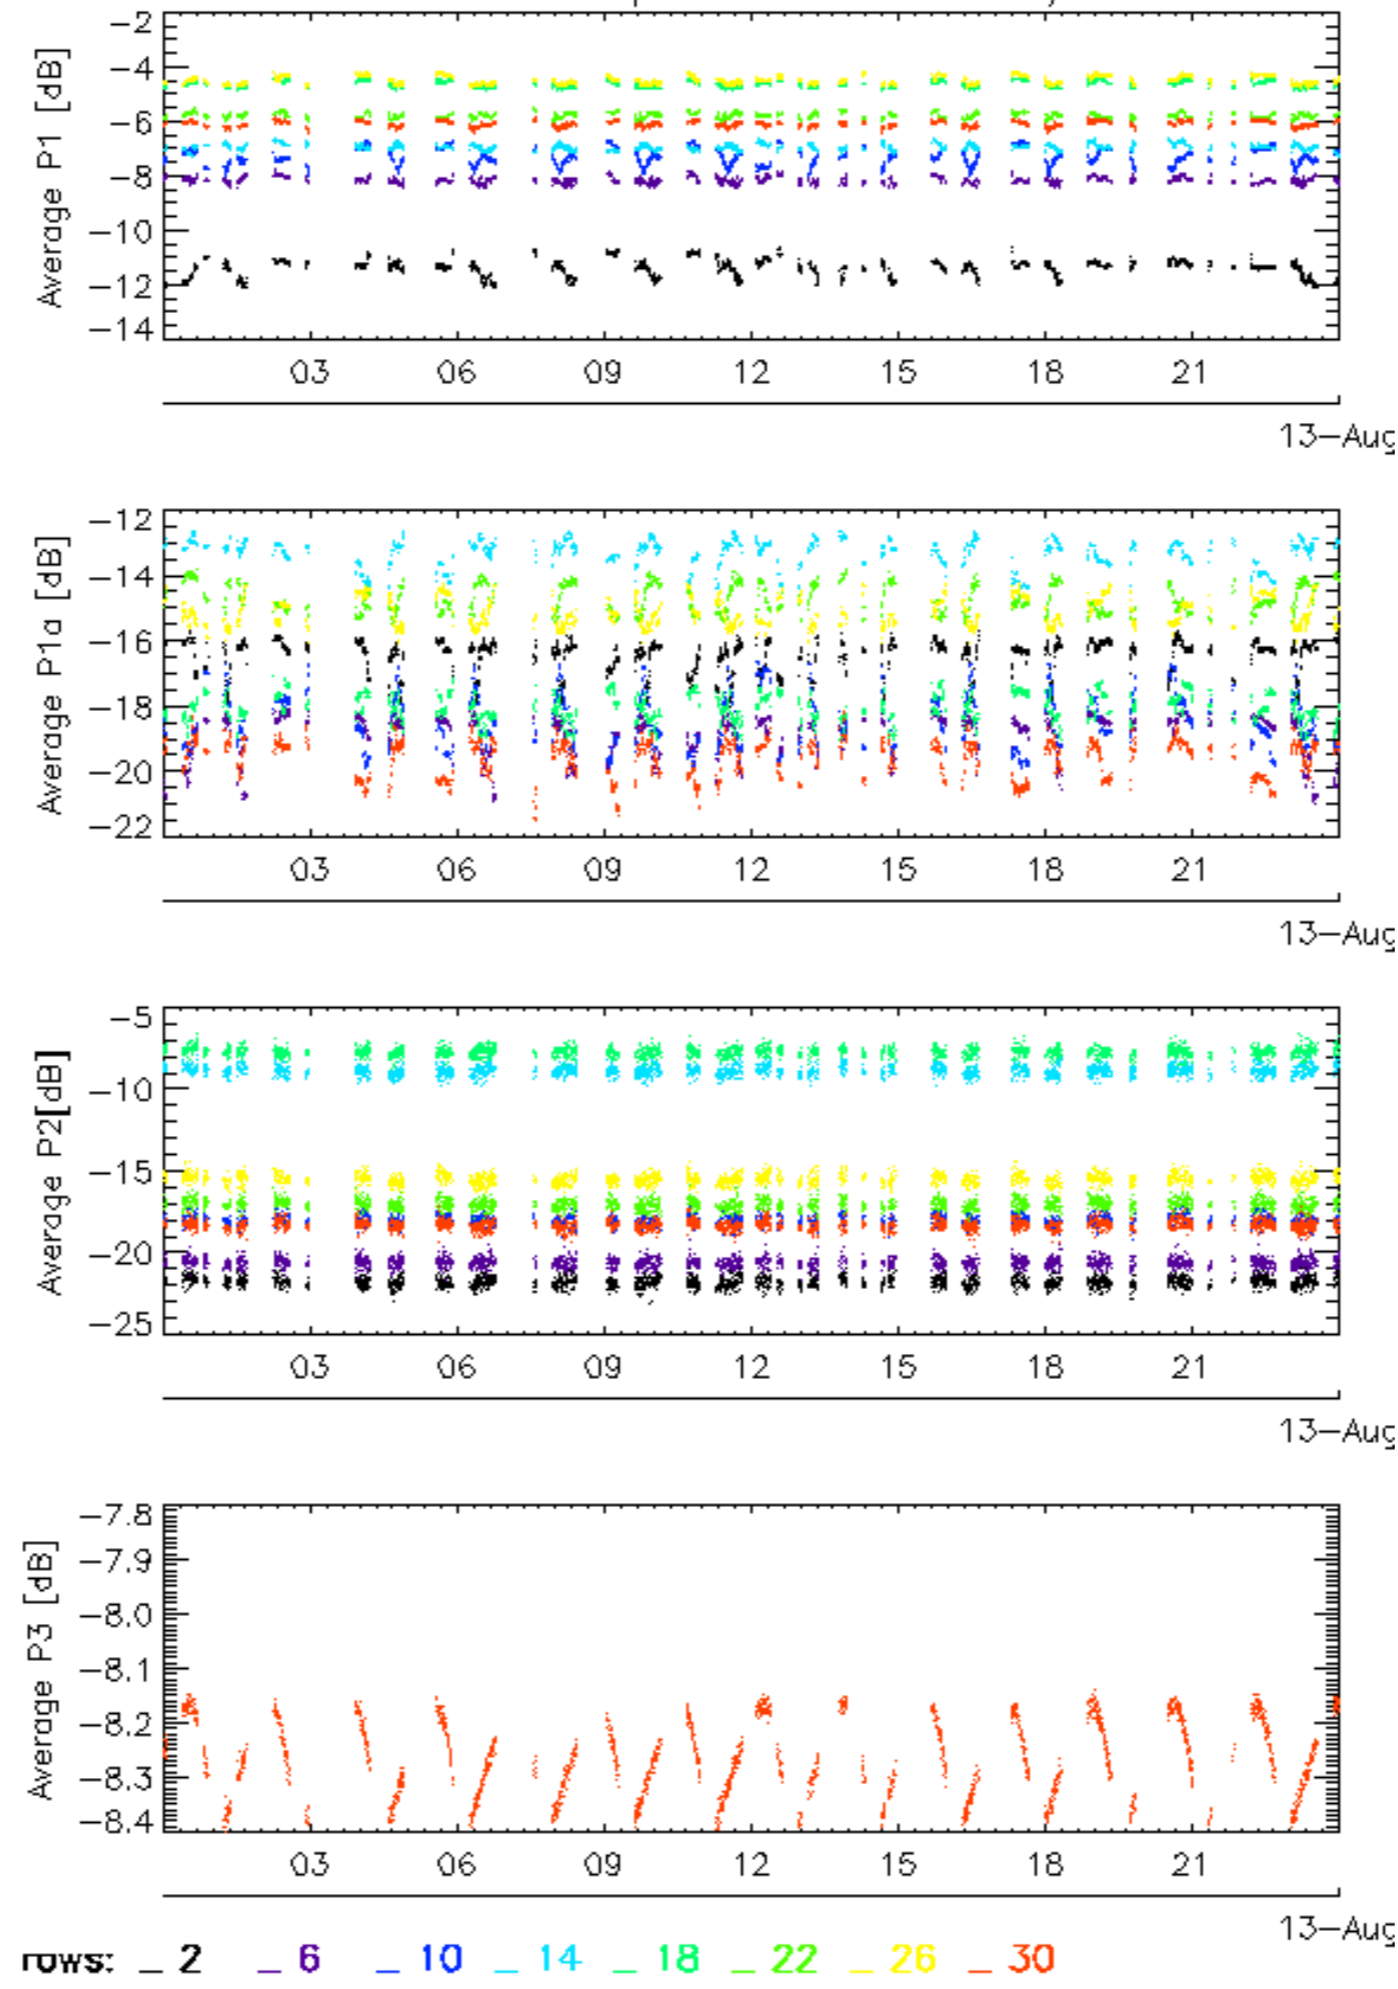 Average P1 [dB]
−2
−4
−6
−8
−10
−12
−14
03 06 09 12 15 18 21
13−Aug
Average P1a [dB]
−12
−14
−16
−18
−20
−22
03 06 09 12 15 18 21
13−Aug
Average P2[dB]
−5
−10
−15
−20
−25
03 06 09 12 15 18 21
13−Aug
Average P3 [dB]
−7.8
−7.9
−8.0
−8.1
−8.2
−8.3
−8.4
03 06 09 12 15 18 21
13−Aug
rows: _ 2 _ 6 _ 10 _ 14 _ 18 _ 22 _ 26 _ 30